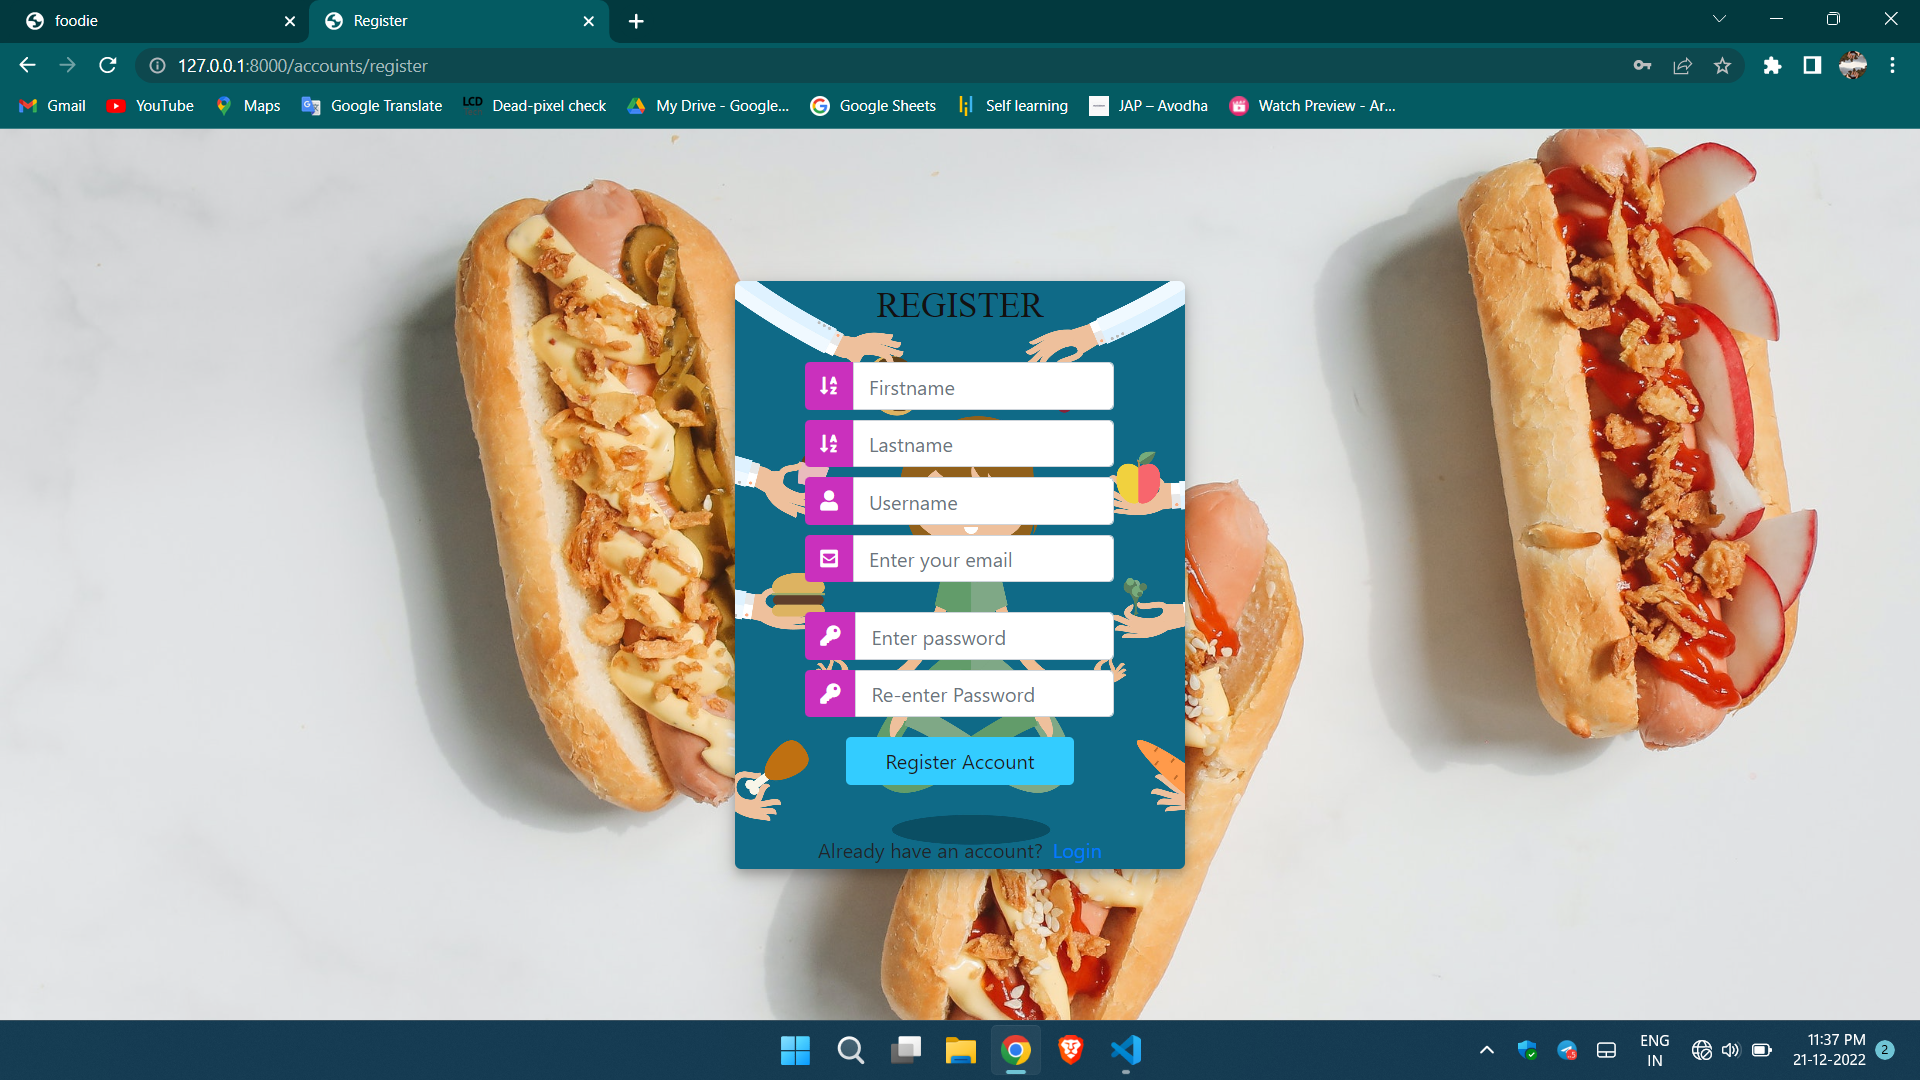 foodie
Register
127.0.0.1:8000/accounts/register
Gmail
YouTube
Maps
Google Translate
LCD
Dead-pixel check
My Drive - Google...
Google Sheets
Self learning
JAP – Avodha
Watch Preview - Ar...
REGISTER
Firstname
Lastname
Username
Enter your email
Enter password
Re-enter Password
Register Account
Already have an account? Login
ENG
IN
11:37 PM
21-12-2022
2